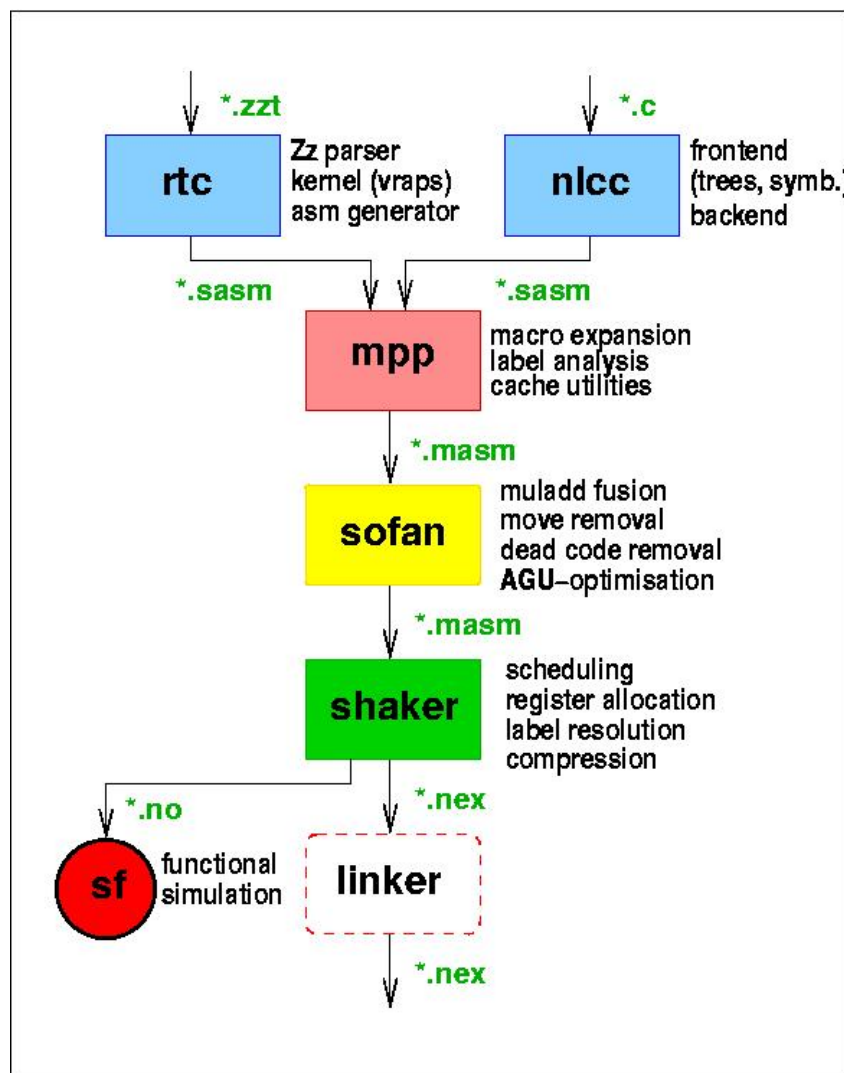 *.zzt
*.c
rtc
Zz parser
kernel (vraps)
asm generator
nlcc
frontend
(trees, symb.)
backend
*.sasm
*.sasm
mpp
macro expansion
label analysis
cache utilities
*.masm
sofan
muladd fusion
move removal
dead code removal
AGU–optimisation
*.masm
shaker
scheduling
register allocation
label resolution
compression
*.no
*.nex
sf
functional
simulation
linker
*.nex